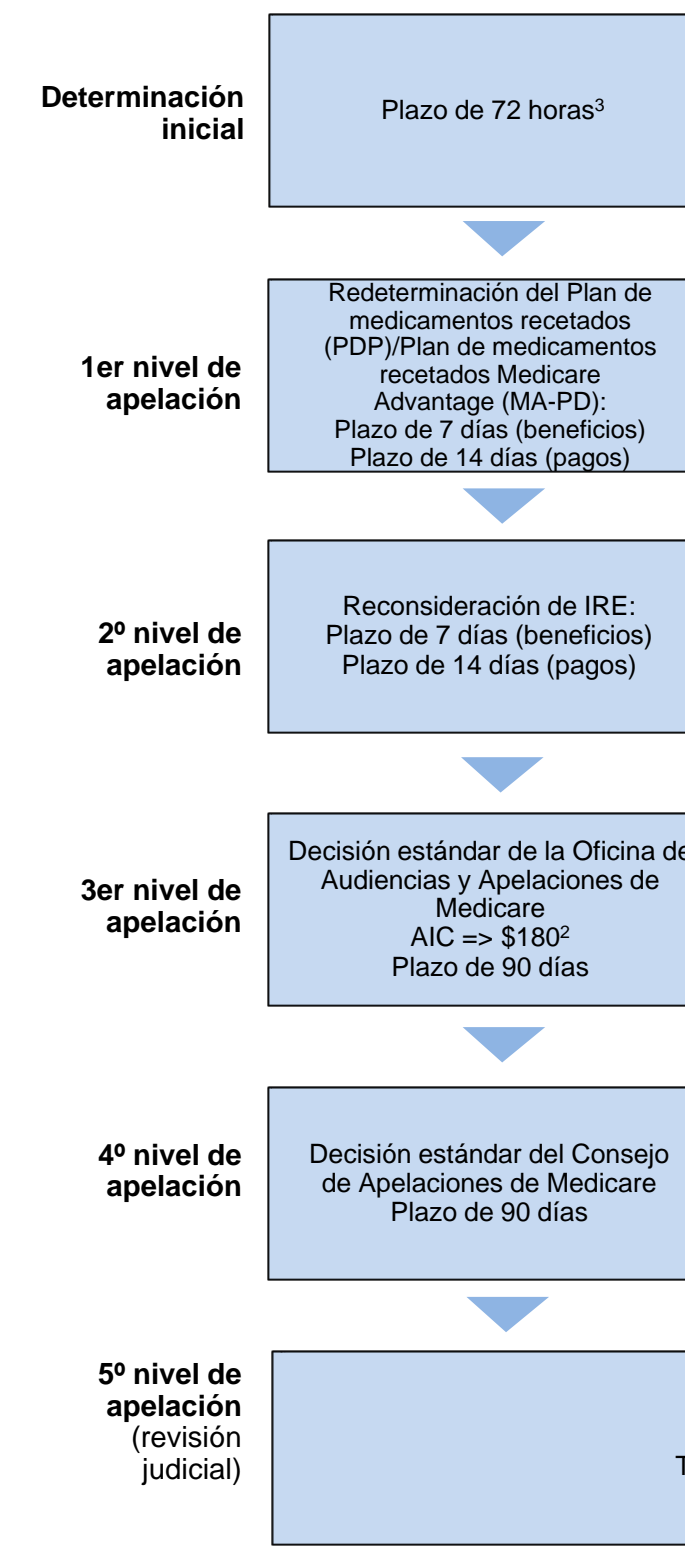 Determinación
inicial
Plazo de 72 horas³
1er nivel de
apelación
Redeterminación del Plan de
medicamentos recetados
(PDP)/Plan de medicamentos
recetados Medicare
Advantage (MA-PD):
Plazo de 7 días (beneficios)
Plazo de 14 días (pagos)
2º nivel de
apelación
Reconsideración de IRE:
Plazo de 7 días (beneficios)
Plazo de 14 días (pagos)
3er nivel de
apelación
Decisión estándar de la Oficina de
Audiencias y Apelaciones de
Medicare
AIC => $180²
Plazo de 90 días
4º nivel de
apelación
Decisión estándar del Consejo
de Apelaciones de Medicare
Plazo de 90 días
5º nivel de
apelación
(revisión
judicial)
T